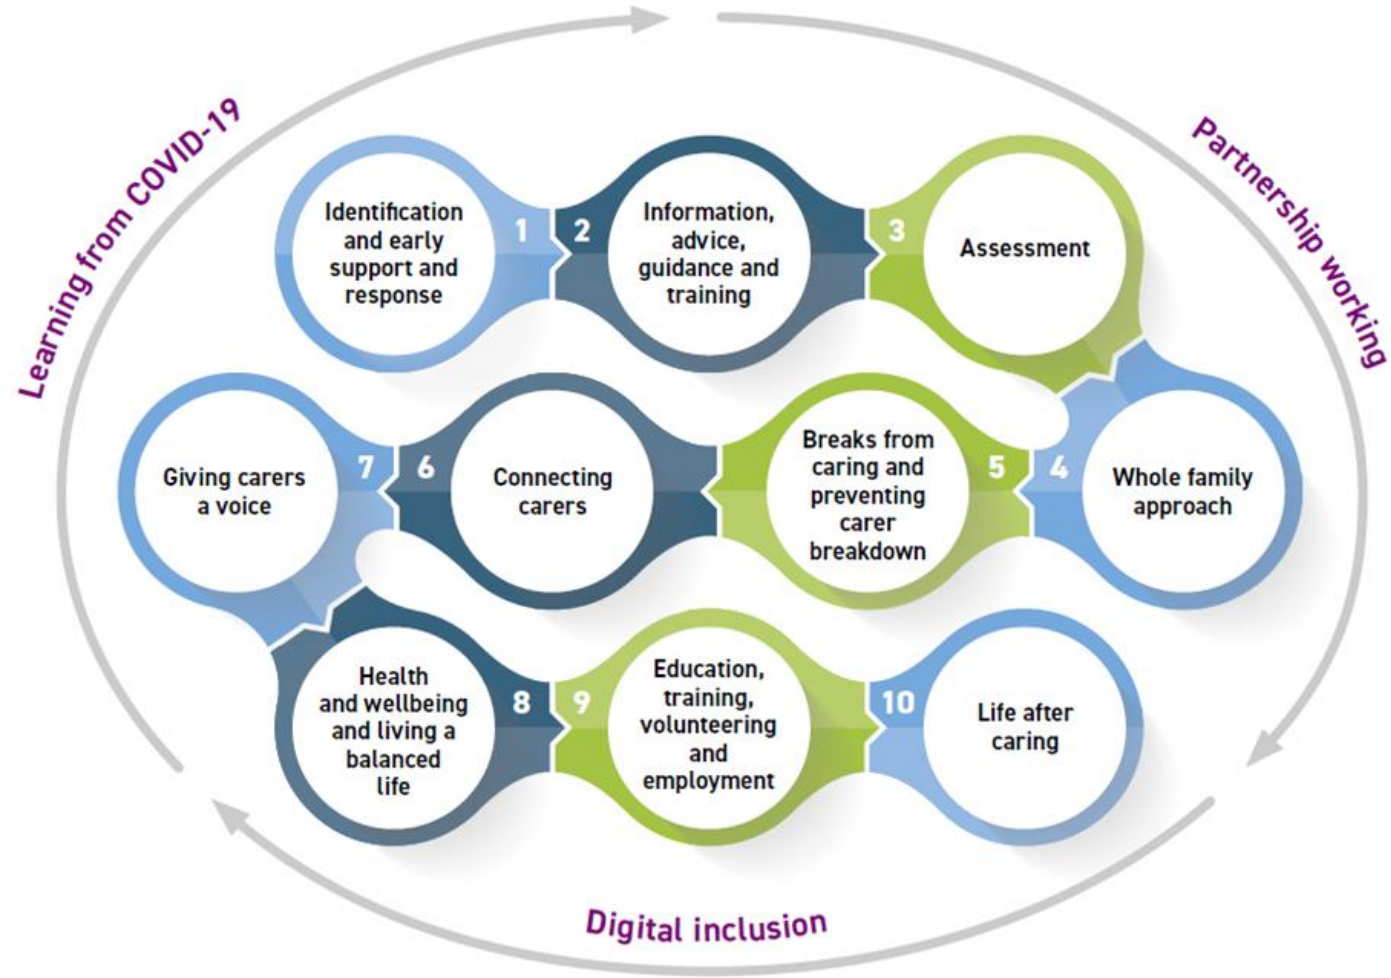 Learning from COVID-19
Partnership working
Identification
and early
support and
response
1
2
Information,
advice,
guidance and
training
3
Assessment
4
Whole family
approach
5
Breaks from
caring and
preventing
carer
breakdown
6
Connecting
carers
7
Giving carers
a voice
Health
and wellbeing
and living a
balanced
life
8
9
Education,
training,
volunteering
and
employment
10
Life after
caring
Digital inclusion